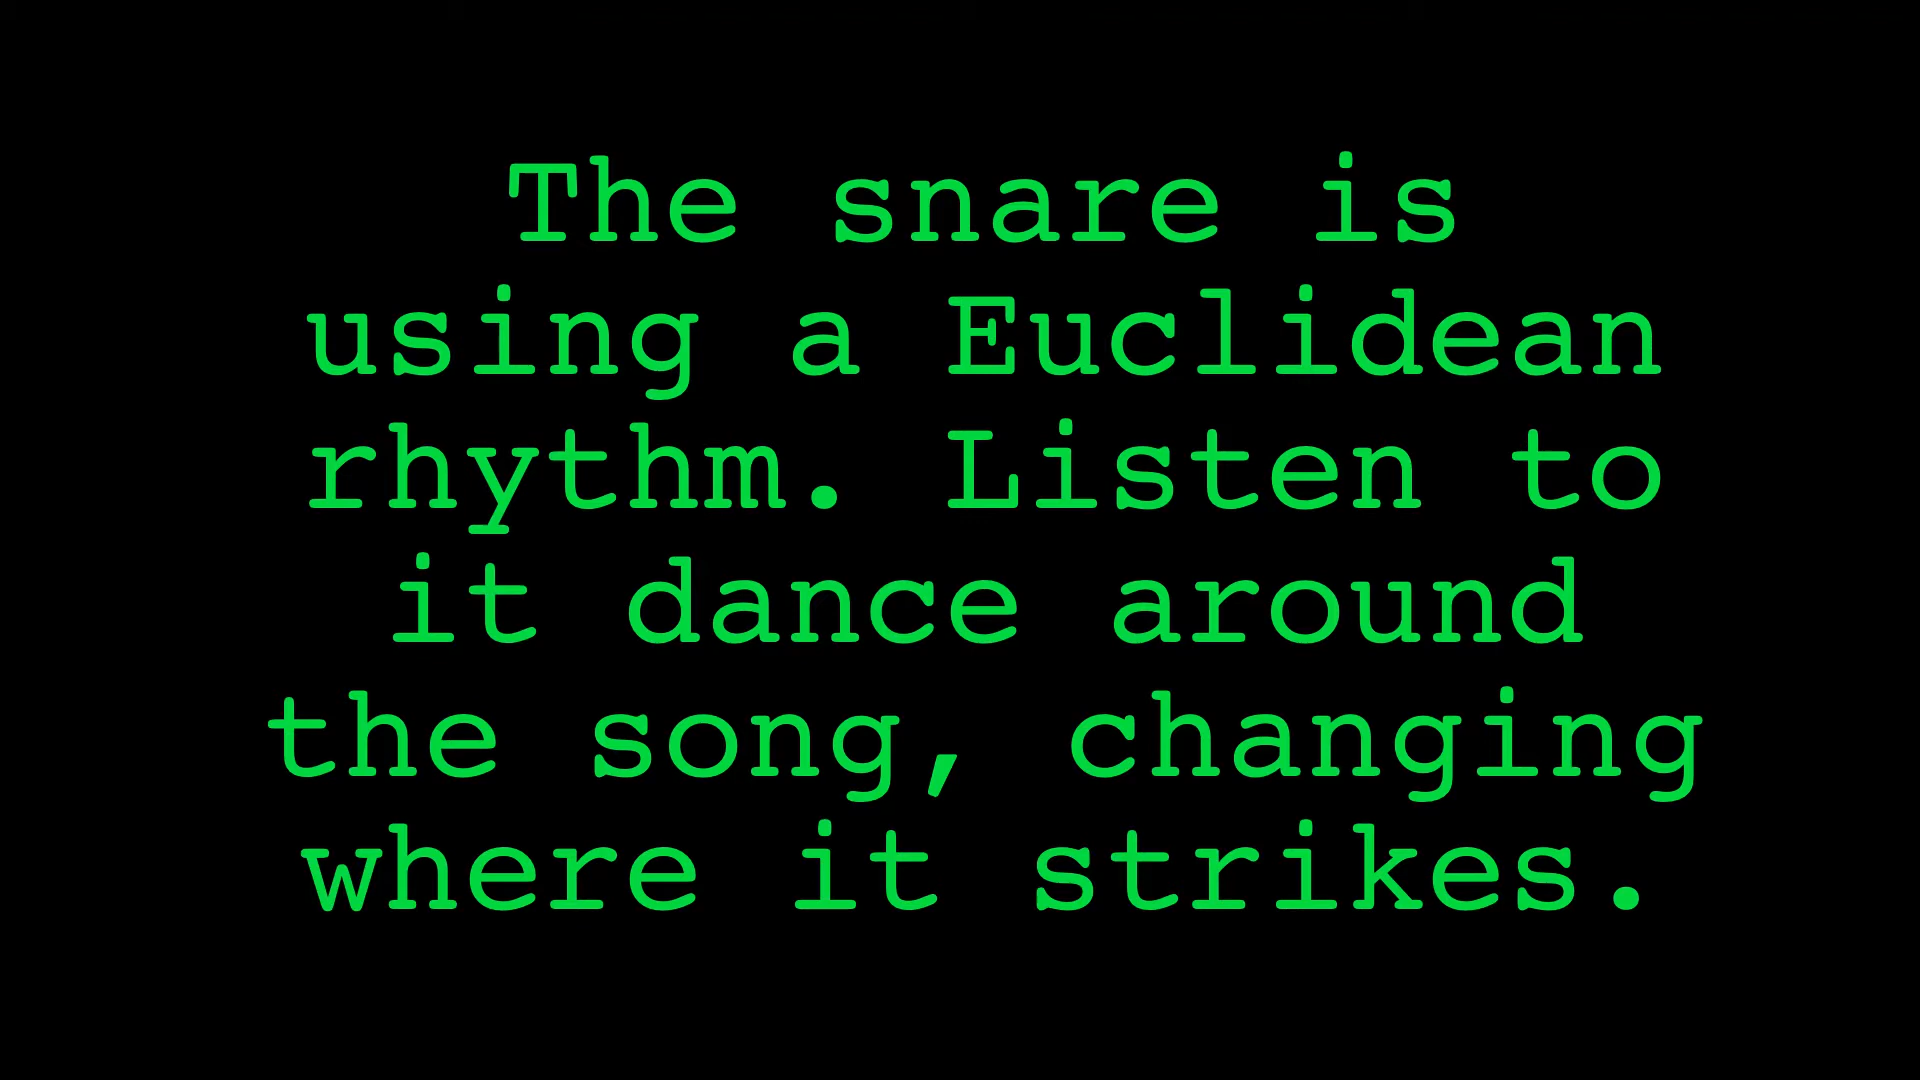 The snare is
using a Euclidean
rhythm. Listen to
it dance around
the song, changing
where it strikes.